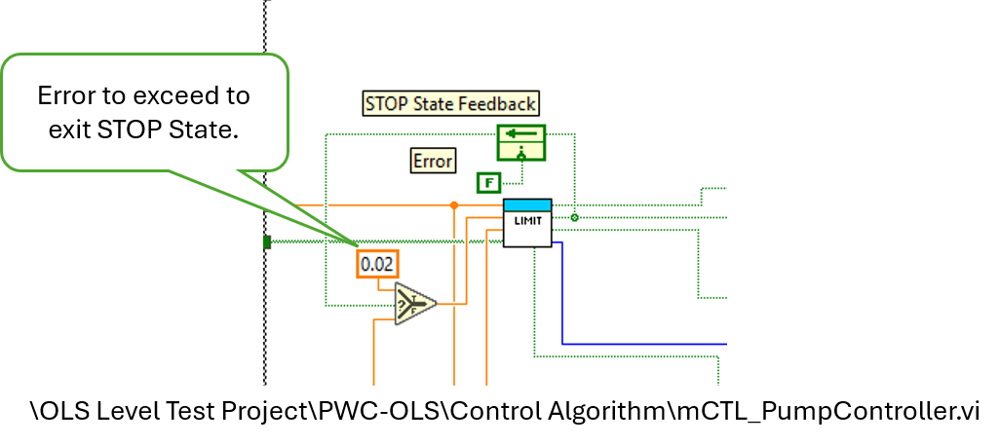 Error to exceed to
exit STOP State.
STOP State Feedback
Error
F
LIMIT
0.02
?
T
F
\OLS Level Test Project\PWC-OLS\Control Algorithm\mCTL_PumpController.vi